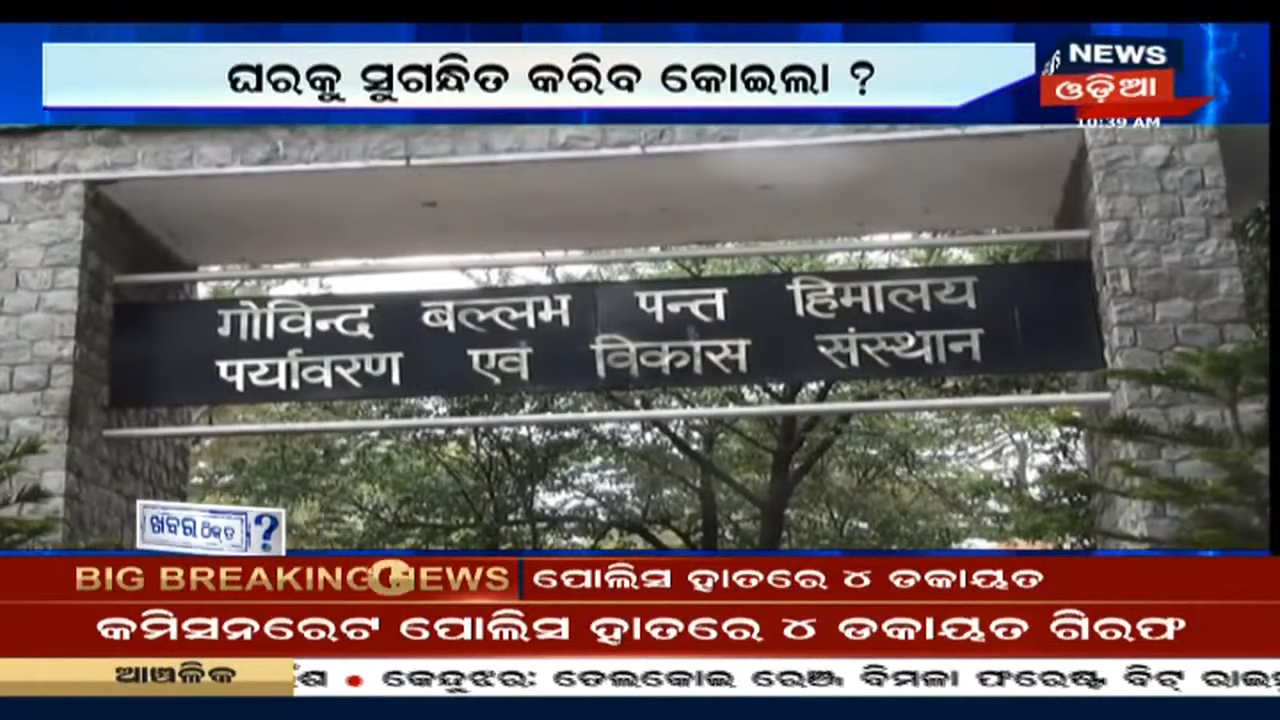 ଘରକୁ ସୁଗନ୍ଧିତ କରିବ କୋଇଲା ?
NEWS
ଓଡ଼ିଆ
10:39 AM
गोविन्द बल्लभ पन्त हिमालय
पर्यावरण एवं विकास संस्थान
ଖବର ଠିକ୍ ତ ?
BIG BREAKING NEWS ପୋଲିସ ହାତରେ ୪ ଡକାୟତ
କମିସନରେଟ ପୋଲିସ ହାତରେ ୪ ଡକାୟତ ଗିରଫ
ଆଞ୍ଚଳିକ • କେନ୍ଦୁଝର: ତେଲକୋଇ ରେଞ୍ଜ ବିମଳା ଫରେଷ୍ଟ ବିଟ୍